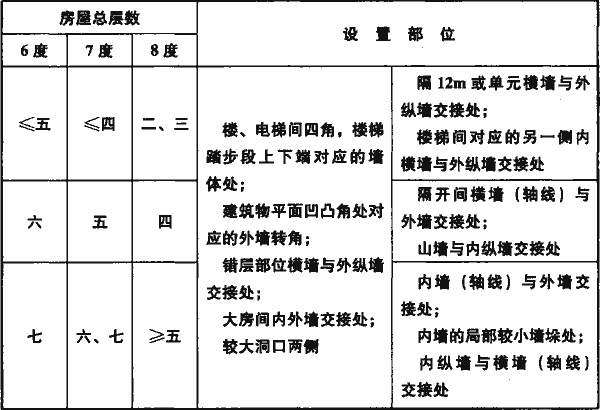 房屋总层数
设置部位
6度 7度 8度
≤五 ≤四 二、三
楼、电梯间四角，楼梯
踏步段上下端对应的墙
体处；
建筑物平面凹凸角处对
应的外墙转角；
错层部位横墙与外纵墙
交接处；
大房间内外墙交接处；
较大洞口两侧
隔12m或单元横墙与外
纵墙交接处；
楼梯间对应的另一侧内
横墙与外纵墙交接处
六 五 四
隔开间横墙（轴线）与
外墙交接处；
山墙与内纵墙交接处
七 六、七 ≥五
内墙（轴线）与外墙交
接处；
内墙的局部较小墙垛处；
内纵墙与横墙（轴线）
交接处